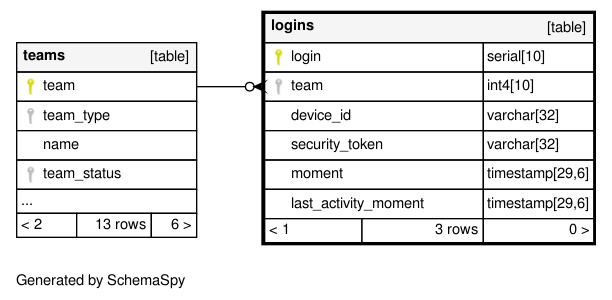 teams [table]
team
team_type
name
team_status
...
< 2 13 rows 6 >
logins [table]
login serial[10]
team int4[10]
device_id varchar[32]
security_token varchar[32]
moment timestamp[29,6]
last_activity_moment timestamp[29,6]
< 1 3 rows 0 >
Generated by SchemaSpy